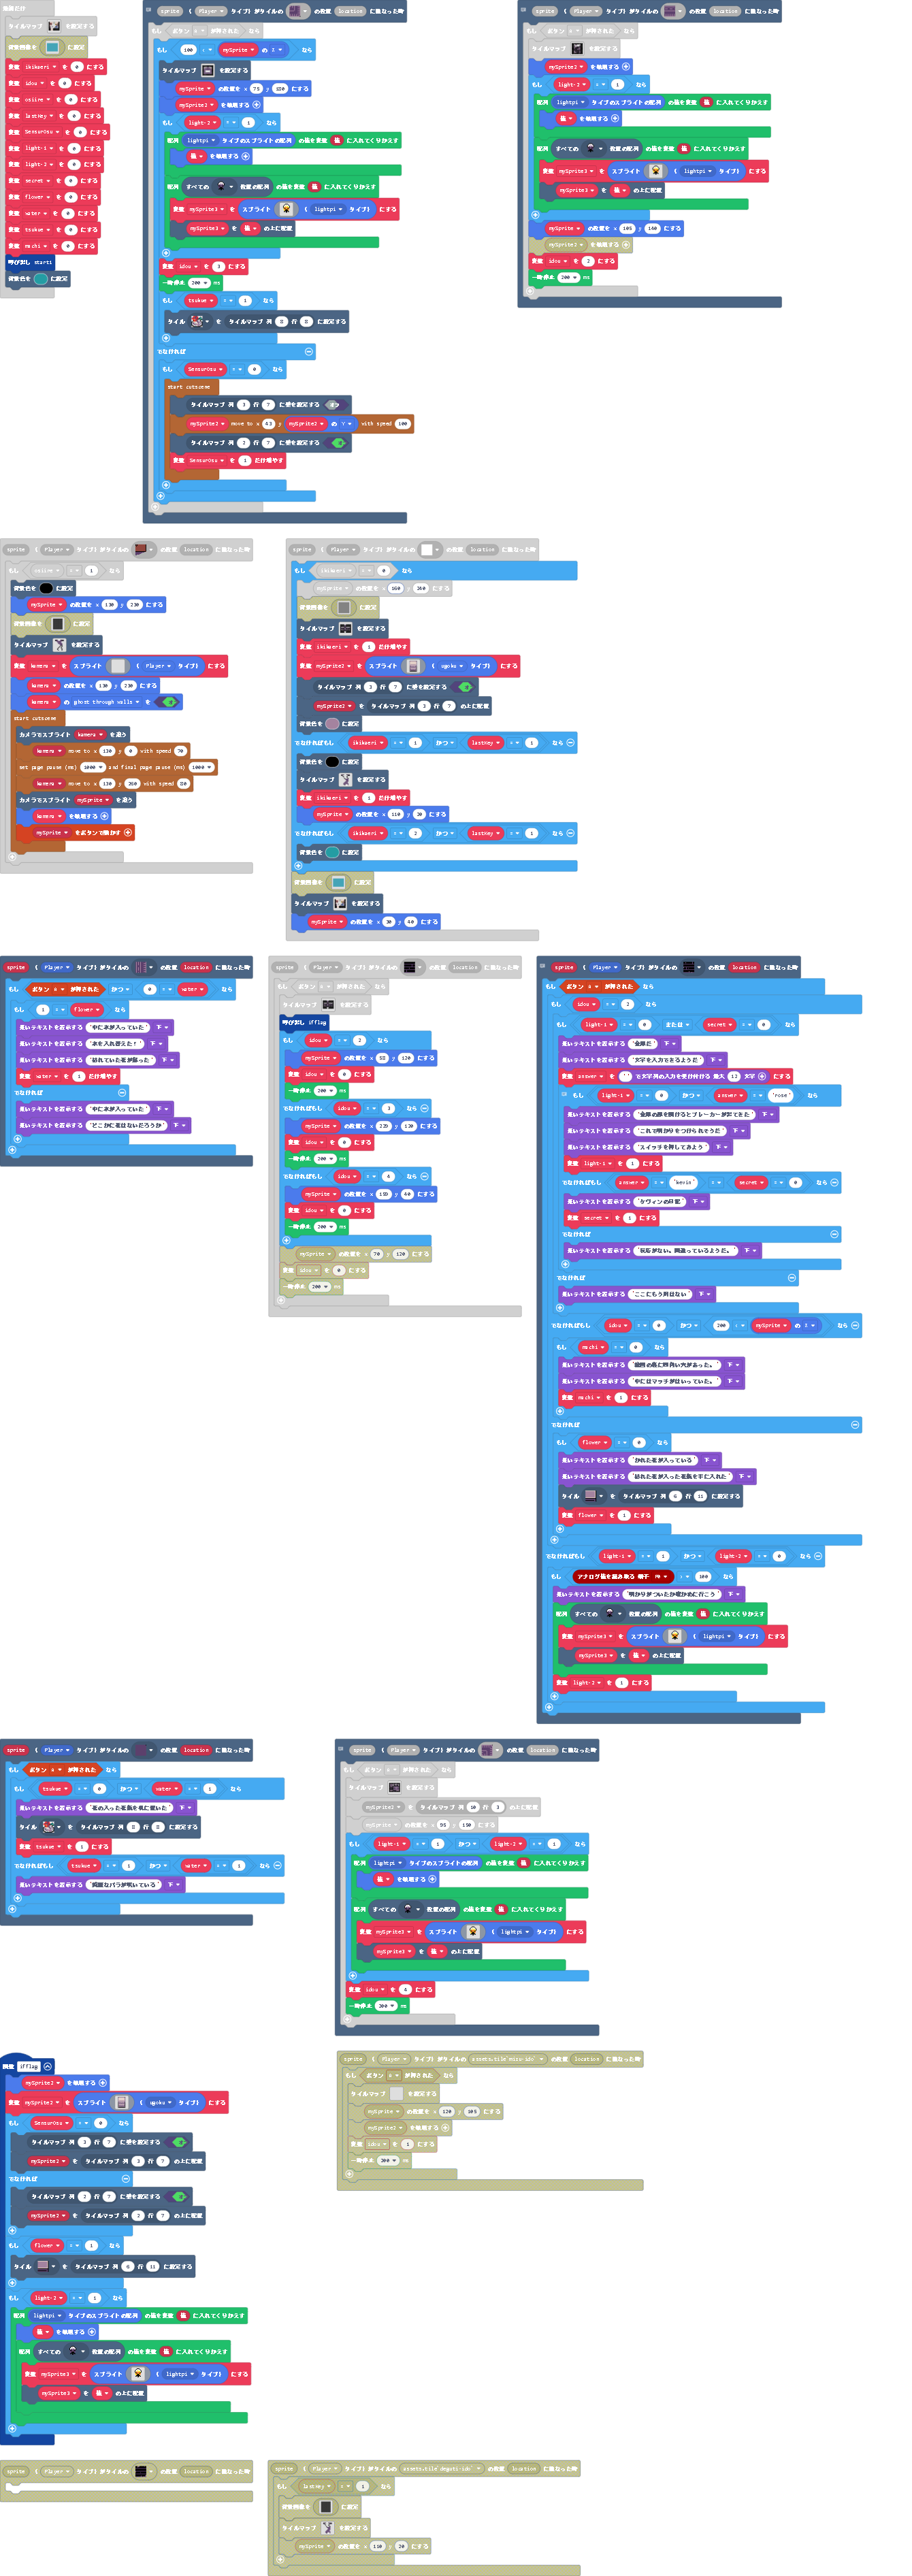 最初だけ
タイルマップ を設定する
背景画像を に設定
変数 ikikaeri を 0 にする
変数 idou を 0 にする
変数 osiire を 0 にする
変数 lastKey を 0 にする
変数 SensurOsu を 0 にする
変数 light-1 を 0 にする
変数 light-2 を 0 にする
変数 secret を 0 にする
変数 flower を 0 にする
変数 water を 0 にする
変数 tsukue を 0 にする
変数 machi を 0 にする
呼び出し start1
背景色を に設定
sprite ( Player タイプ) がタイルの の位置 location に重なった時
もし ボタン が押された なら
もし 100 mySprite の なら
タイルマップ を設定する
mySprite の位置を x 75 y 150 にする
mySprite2 を破棄する
もし light-2 = 1 なら
配列 lightpi タイプのスプライトの配列 の値を変数 値 に入れてくりかえす
値 を破棄する
配列 すべての 位置の配列 の値を変数 値 に入れてくりかえす
変数 mySprite3 を スプライト ( lightpi タイプ) にする
mySprite3 を 値 の上に配置
変数 idou を 3 にする
一時停止 200 ms
もし tsukue = 1 なら
タイル を タイルマップ 列 8 行 8 に設定する
でなければ
もし SensurOsu = 0 なら
start cutscene
タイルマップ 列 3 行 7 に壁を設定する
mySprite2 move to x 43 y mySprite2 の Y with speed 100
タイルマップ 列 2 行 7 に壁を設定する
変数 SensurOsu を 1 だけ増やす
sprite ( Player タイプ) がタイルの の位置 location に重なった時
もし ボタン が押された なら
タイルマップ を設定する
mySprite2 を破棄する
もし light-2 = 1 なら
配列 lightpi タイプのスプライトの配列 の値を変数 値 に入れてくりかえす
値 を破棄する
配列 すべての 位置の配列 の値を変数 値 に入れてくりかえす
変数 mySprite3 を スプライト ( lightpi タイプ) にする
mySprite3 を 値 の上に配置
mySprite の位置を x 105 y 140 にする
mySprite2 を破棄する
変数 idou を 2 にする
一時停止 200 ms
sprite ( Player タイプ) がタイルの の位置 location に重なった時
もし osiire = 1 なら
背景色を に設定
mySprite の位置を x 130 y 230 にする
背景画像を に設定
タイルマップ を設定する
変数 kamera を スプライト ( Player タイプ) にする
kamera の位置を x 130 y 230 にする
kamera の ghost through walls を
start cutscene
カメラでスプライト kamera を追う
kamera move to x 130 y 0 with speed 70
set page pause (ms) 1000 and final page pause (ms) 1000
kamera move to x 130 y 260 with speed 80
カメラでスプライト mySprite を追う
kamera を破棄する
mySprite をボタンで動かす
sprite ( Player タイプ) がタイルの の位置 location に重なった時
もし ikikaeri = 0 なら
mySprite の位置を x 160 y 260 にする
背景画像を に設定
タイルマップ を設定する
変数 ikikaeri を 1 だけ増やす
変数 mySprite2 を スプライト ( ugoku タイプ) にする
タイルマップ 列 3 行 7 に壁を設定する
mySprite2 を タイルマップ 列 3 行 7 の上に配置
背景色を に設定
でなければもし ikikaeri = 1 かつ lastKey = 1
背景色を に設定
タイルマップ を設定する
変数 ikikaeri を 1 だけ増やす
mySprite の位置を x 110 y 20 にする
でなければもし ikikaeri = 2 かつ lastKey = 1
背景色を に設定
背景画像を に設定
タイルマップ を設定する
mySprite の位置を x 30 y 40 にする
sprite ( Player タイプ) がタイルの の位置 location に重なった時
もし ボタン が押された かつ 0 = water なら
もし 1 = flower なら
長いテキストを表示する "中に水が入っていた" 下
長いテキストを表示する "水を入れ替えた！" 下
長いテキストを表示する "枯れていた花が蘇った" 下
変数 water を 1 だけ増やす
でなければ
長いテキストを表示する "中に水が入っていた" 下
長いテキストを表示する "どこかに花はないだろうか" 下
sprite ( Player タイプ) がタイルの の位置 location に重なった時
もし ボタン が押された なら
タイルマップ を設定する
呼び出し ifflag
もし idou = 2 なら
mySprite の位置を x 55 y 120 にする
変数 idou を 0 にする
一時停止 200 ms
でなければもし idou = 3 なら
mySprite の位置を x 225 y 130 にする
変数 idou を 0 にする
一時停止 200 ms
でなければもし idou = 4 なら
mySprite の位置を x 150 y 60 にする
変数 idou を 0 にする
一時停止 200 ms
mySprite の位置を x 70 y 120 にする
変数 idou を 0 にする
一時停止 200 ms
sprite ( Player タイプ) がタイルの の位置 location に重なった時
もし ボタン が押された なら
もし idou = 2 なら
もし light-1 = 0 または secret = 0 なら
長いテキストを表示する "金庫だ" 下
長いテキストを表示する "文字を入力できるようだ" 下
変数 answer を "" で文字列の入力を受け付ける 最大 12 文字 にする
もし light-1 = 0 かつ answer = "rose" なら
長いテキストを表示する "金庫の扉を開けるとブレーカーが出てきた" 下
長いテキストを表示する "これで明かりをつけられそうだ" 下
長いテキストを表示する "スイッチを押してみよう" 下
変数 light-1 を 1 にする
でなければもし answer = "kevin" secret = 0 なら
長いテキストを表示する "ケヴィンの日記" 下
変数 secret を 1 にする
でなければ
長いテキストを表示する "反応がない。間違っているようだ。" 下
でなければ
長いテキストを表示する "ここにもう用はない" 下
でなければもし idou = 0 かつ 200 mySprite の X なら
もし machi = 0 なら
長いテキストを表示する 下
長いテキストを表示する "中にはマッチがはいっていた。" 下
変数 machi を 1 にする
でなければ
もし flower = 0 なら
長いテキストを表示する "かれた花が入っている" 下
長いテキストを表示する "枯れた花が入った花瓶を手に入れた" 下
タイル を タイルマップ 列 6 行 11 に設定する
変数 flower を 1 にする
でなければもし light-1 = 1 かつ light-2 = 0 なら
もし アナログ値を読み取る 端子 P0 100 なら
長いテキストを表示する "明かりがついたか確かめに行こう" 下
配列 すべての 位置の配列 の値を変数 値 に入れてくりかえす
変数 mySprite3 を スプライト ( lightpi タイプ) にする
mySprite3 を 値 の上に配置
変数 light-2 を 1 にする
sprite ( Player タイプ) がタイルの の位置 location に重なった時
もし ボタン が押された なら
もし tsukue = 0 かつ water = 1 なら
長いテキストを表示する "花の入った花瓶を机に置いた" 下
タイル を タイルマップ 列 8 行 8 に設定する
変数 tsukue を 1 にする
でなければもし tsukue = 1 かつ water = 1 なら
長いテキストを表示する "綺麗なバラが咲いている" 下
sprite ( Player タイプ) がタイルの の位置 location に重なった時
もし ボタン が押された なら
タイルマップ を設定する
mySprite2 を タイルマップ 列 10 行 3 の上に配置
mySprite の位置を x 95 y 150 にする
もし light-1 = 1 かつ light-2 = 1 なら
配列 lightpi タイプのスプライトの配列 の値を変数 値 に入れてくりかえす
値 を破棄する
配列 すべての 位置の配列 の値を変数 値 に入れてくりかえす
変数 mySprite3 を スプライト ( lightpi タイプ) にする
mySprite3 を 値 の上に配置
変数 idou を 4 にする
一時停止 200 ms
関数 ifflag
mySprite2 を破棄する
変数 mySprite2 を スプライト ( ugoku タイプ) にする
もし SensurOsu = 0 なら
タイルマップ 列 3 行 7 に壁を設定する
mySprite2 を タイルマップ 列 3 行 7 の上に配置
でなければ
タイルマップ 列 2 行 7 に壁を設定する
mySprite2 を タイルマップ 列 2 行 7 の上に配置
もし flower = 1 なら
タイル を タイルマップ 列 6 行 11 に設定する
もし light-2 = 1 なら
配列 lightpi タイプのスプライトの配列 の値を変数 値 に入れてくりかえす
値 を破棄する
配列 すべての 位置の配列 の値を変数 値 に入れてくりかえす
変数 mySprite3 を スプライト ( lightpi タイプ) にする
mySprite3 を 値 の上に配置
sprite ( Player タイプ) がタイルの assets.tile`mizu-ido` の位置 location に重なった時
もし ボタン が押された なら
タイルマップ を設定する
mySprite の位置を x 120 y 105 にする
mySprite2 を破棄する
変数 idou を 1 にする
一時停止 200 ms
sprite ( Player タイプ) がタイルの の位置 location に重なった時
sprite ( Player タイプ) がタイルの assets.tile`deguti-ido` の位置 location に重なった時
もし lastKey = 1 なら
背景画像を に設定
タイルマップ を設定する
mySprite の位置を x 110 y 20 にする